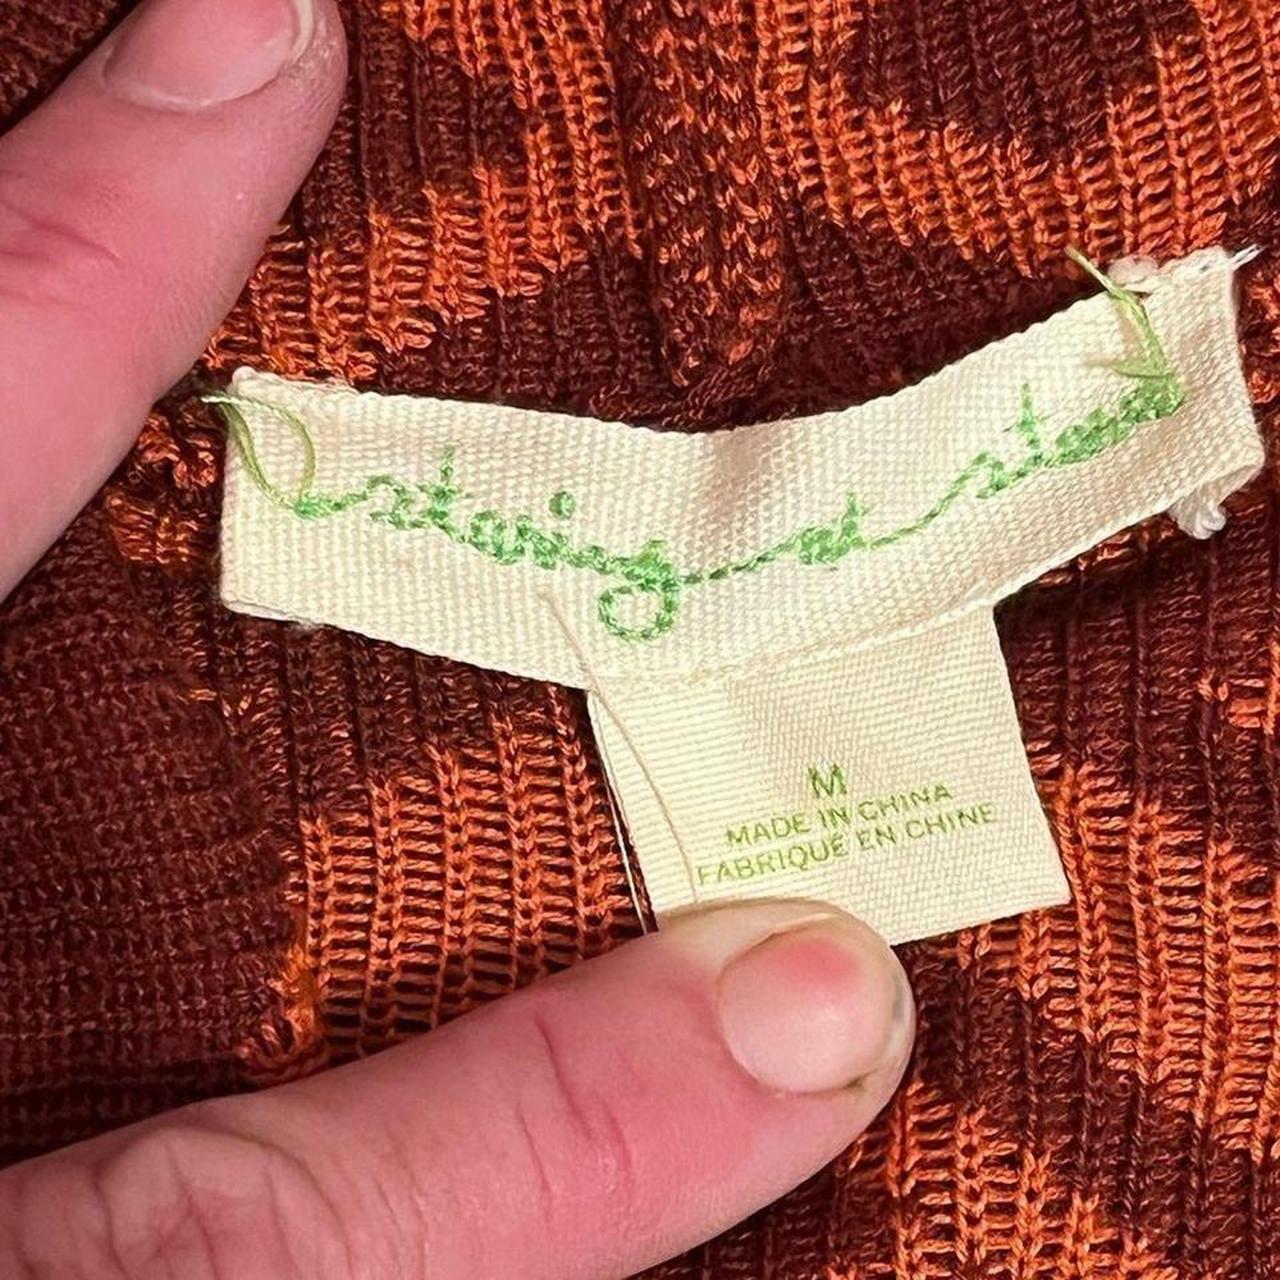 staring at stars
M
MADE IN CHINA
FABRIQUÉ EN CHINE